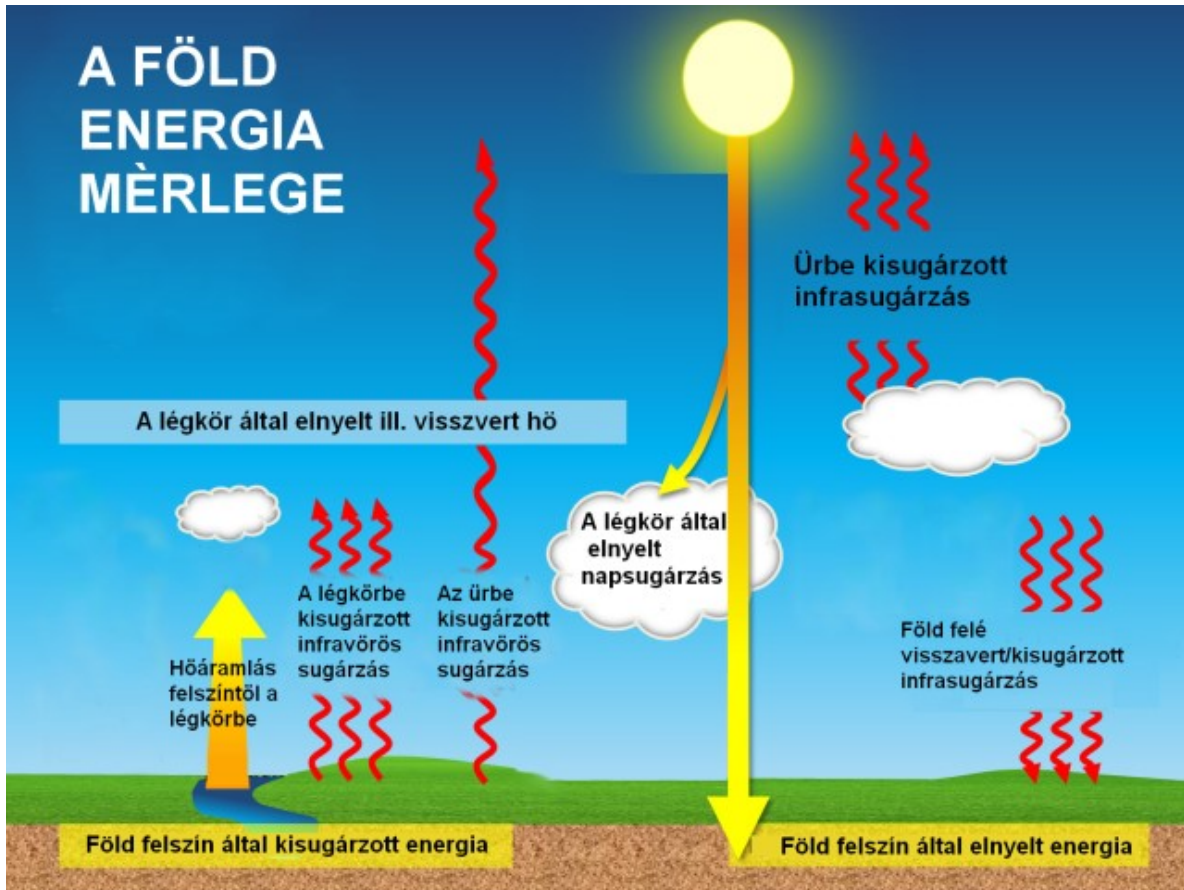 A FÖLD
ENERGIA
MÈRLEGE
Ürbe kisugárzott
infrasugárzás
A légkör által elnyelt ill. visszvert hö
A légkör által
elnyelt
napsugárzás
A légkörbe
kisugárzott
infravörös
sugárzás
Az ürbe
kisugárzott
infravörös
sugárzás
Höáramlás
felszíntöl a
légkörbe
Föld felé
visszavert/kisugárzott
infrasugárzás
Föld felszín által kisugárzott energia
Föld felszín által elnyelt energia